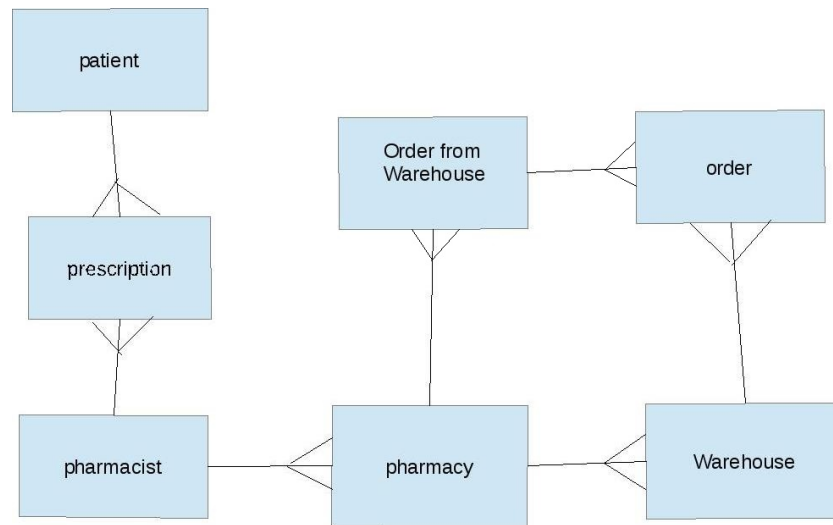 patient
Order from
Warehouse
order
prescription
pharmacist
pharmacy
Warehouse